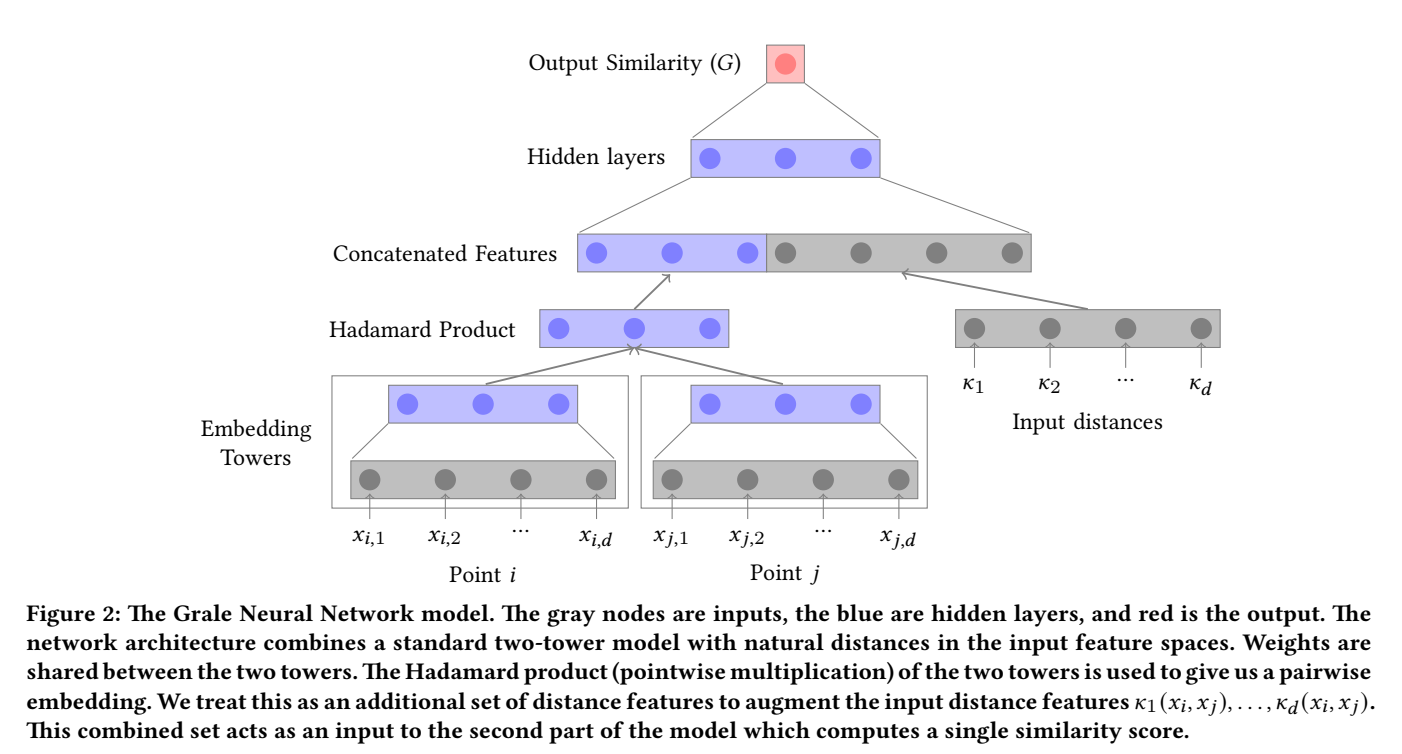 Output Similarity (G)
Hidden layers
Concatenated Features
Hadamard Product
κ1 κ2 ... κd
Input distances
Embedding
Towers
xi,1 xi,2 ... xi,d xj,1 xj,2 ... xj,d
Point i Point j
Figure 2: The Grale Neural Network model. The gray nodes are inputs, the blue are hidden layers, and red is the output. The
network architecture combines a standard two-tower model with natural distances in the input feature spaces. Weights are
shared between the two towers. The Hadamard product (pointwise multiplication) of the two towers is used to give us a pairwise
embedding. We treat this as an additional set of distance features to augment the input distance features κ1(xi, xj), . . . , κd(xi, xj).
This combined set acts as an input to the second part of the model which computes a single similarity score.